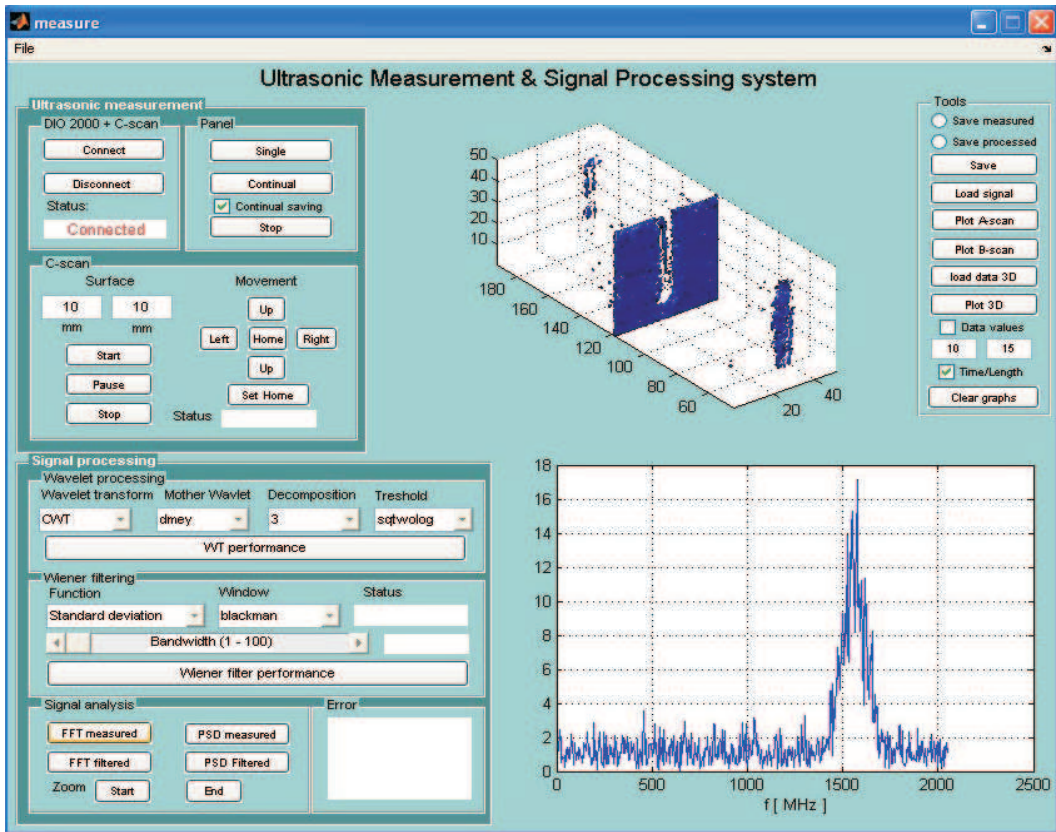 measure
File
Ultrasonic Measurement & Signal Processing system
Ultrasonic measurement
DIO 2000 + C-scan
Connect
Disconnect
Status:
Connected
Panel
Single
Continual
Continual saving
Stop
C-scan
Surface
10 10
mm mm
Start
Pause
Stop
Movement
Up
Left Home Right
Up
Set Home
Status
50
40
30
20
10
180
160
140
120
100
80
60
20
40
Tools
Save measured
Save processed
Save
Load signal
Plot A-scan
Plot B-scan
load data 3D
Plot 3D
Data values
10 15
Time/Length
Clear graphs
Signal processing
Wavelet processing
Wavelet transform Mother Wavlet Decomposition Treshold
CWT dmey 3 sqtwolog
WT performance
Wiener filtering
Function Window Status
Standard deviation blackman
Bandwidth (1 - 100)
Wiener filter performance
Signal analysis
FFT measured PSD measured
FFT filtered PSD Filtered
Zoom Start End
Error
18
16
14
12
10
8
6
4
2
0
0 500 1000 1500 2000 2500
f [ MHz ]